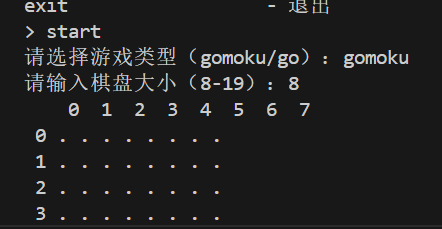 exit           - 退出
> start
请选择游戏类型（gomoku/go）：gomoku
请输入棋盘大小（8-19）：8
    0  1  2  3  4  5  6  7
 0 . . . . . . . .
 1 . . . . . . . .
 2 . . . . . . . .
 3 . . . . . . . .